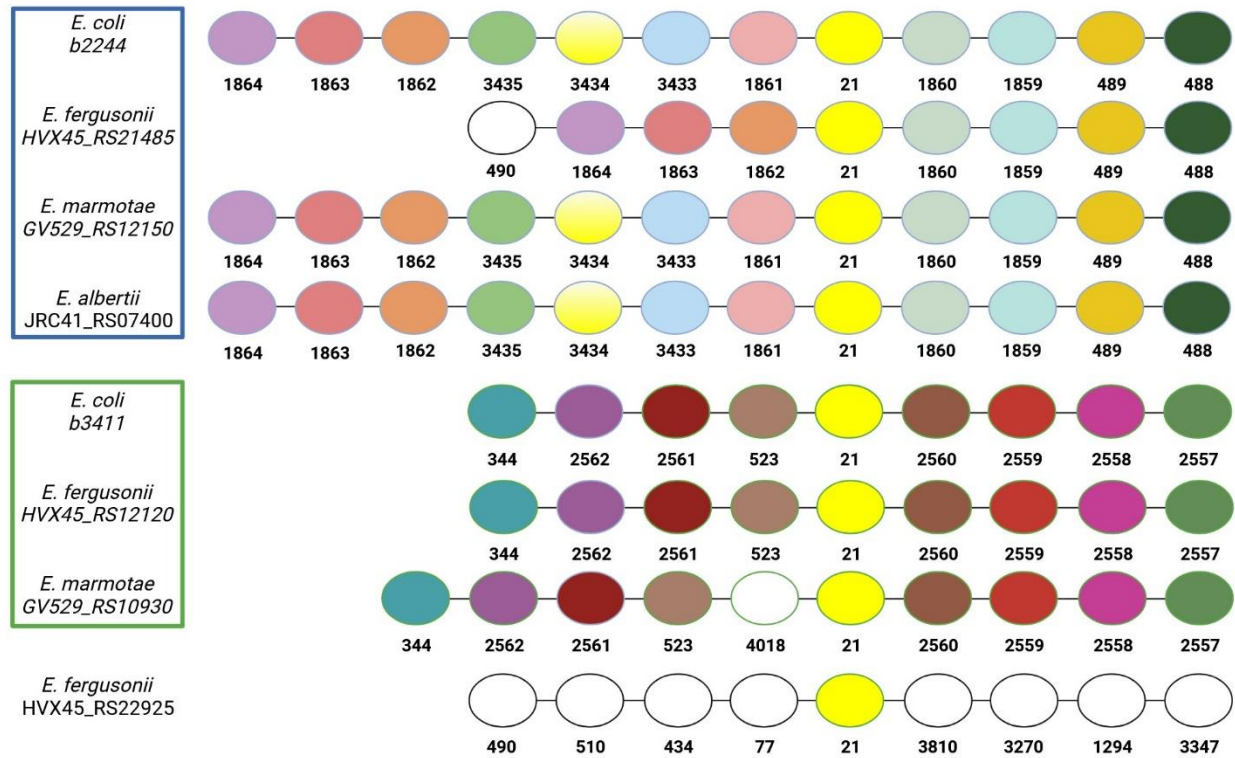 E. coli
b2244
1864 1863 1862 3435 3434 3433 1861 21 1860 1859 489 488
E. fergusonii
HVX45_RS21485
490 1864 1863 1862 21 1860 1859 489 488
E. marmotae
GV529_RS12150
1864 1863 1862 3435 3434 3433 1861 21 1860 1859 489 488
E. albertii
JRC41_RS07400
1864 1863 1862 3435 3434 3433 1861 21 1860 1859 489 488
E. coli
b3411
344 2562 2561 523 21 2560 2559 2558 2557
E. fergusonii
HVX45_RS12120
344 2562 2561 523 21 2560 2559 2558 2557
E. marmotae
GV529_RS10930
344 2562 2561 523 4018 21 2560 2559 2558 2557
E. fergusonii
HVX45_RS22925
490 510 434 77 21 3810 3270 1294 3347